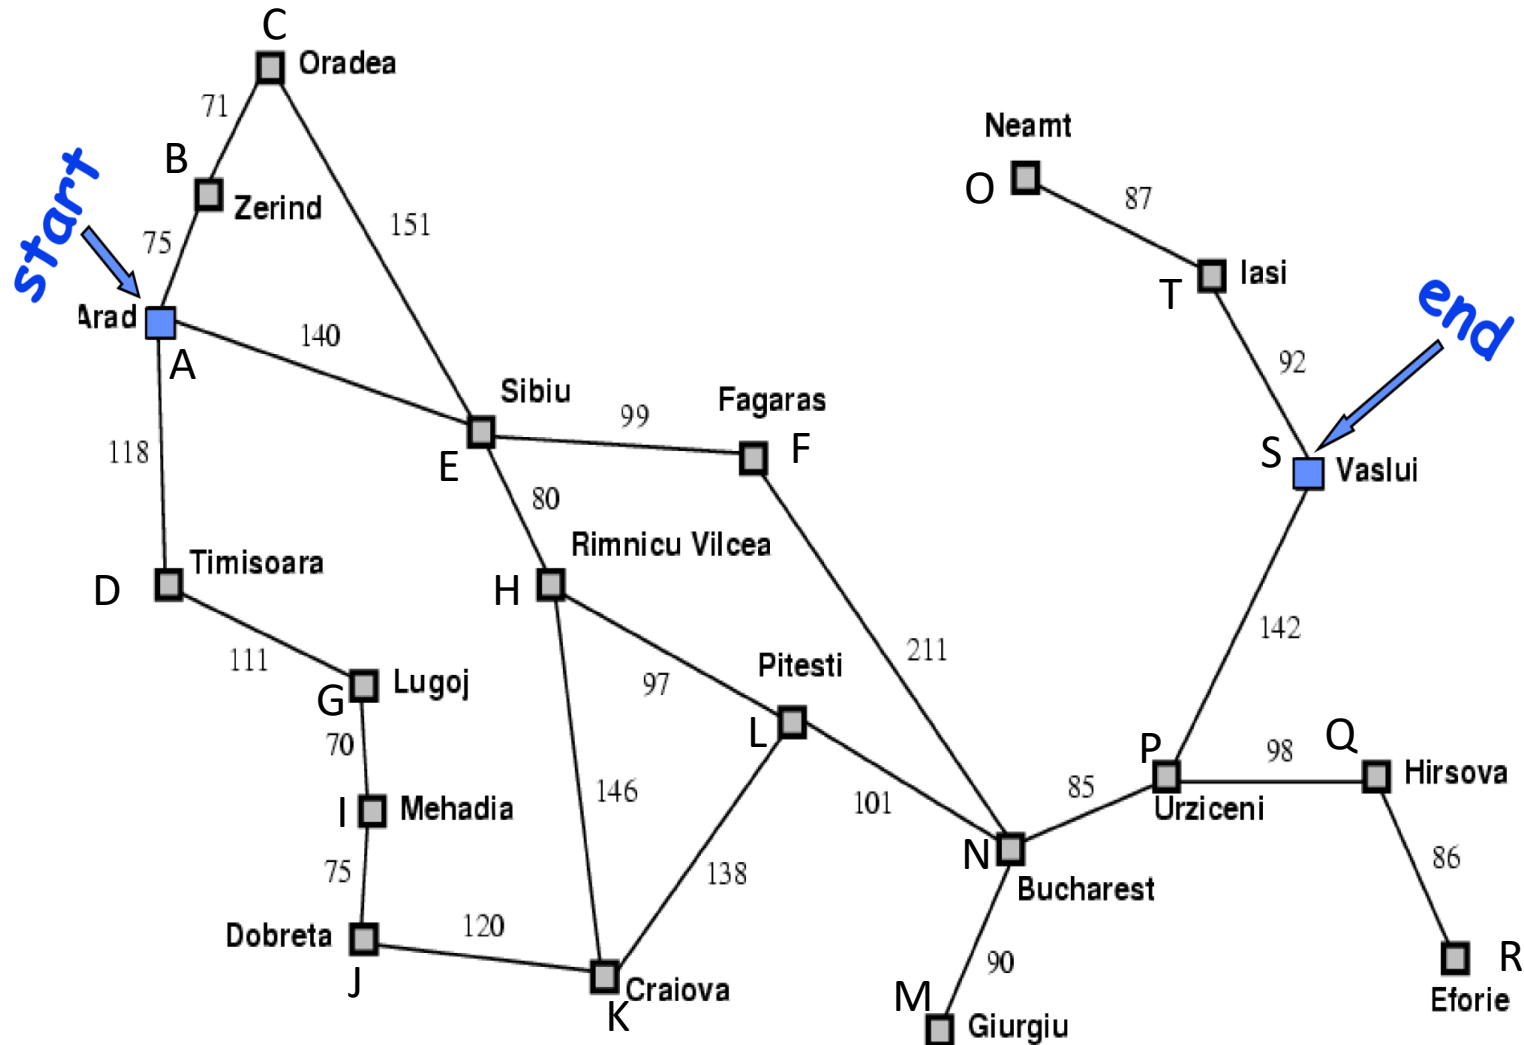 C
Oradea
71
Neamt
B
start
O
87
Zerind
151
75
Iasi
T
end
Arad
140
A
92
Sibiu
Fagaras
99
118
E
F
S
Vaslui
80
Rimnicu Vilcea
Timisoara
D
H
142
111
211
Pitesti
97
G
Lugoj
L
P
Q
70
98
Hirsova
85
146
101
Urziceni
I
Mehadia
N
86
75
138
Bucharest
120
Dobreta
90
R
J
Craiova
M
Eforie
K
Giurgiu